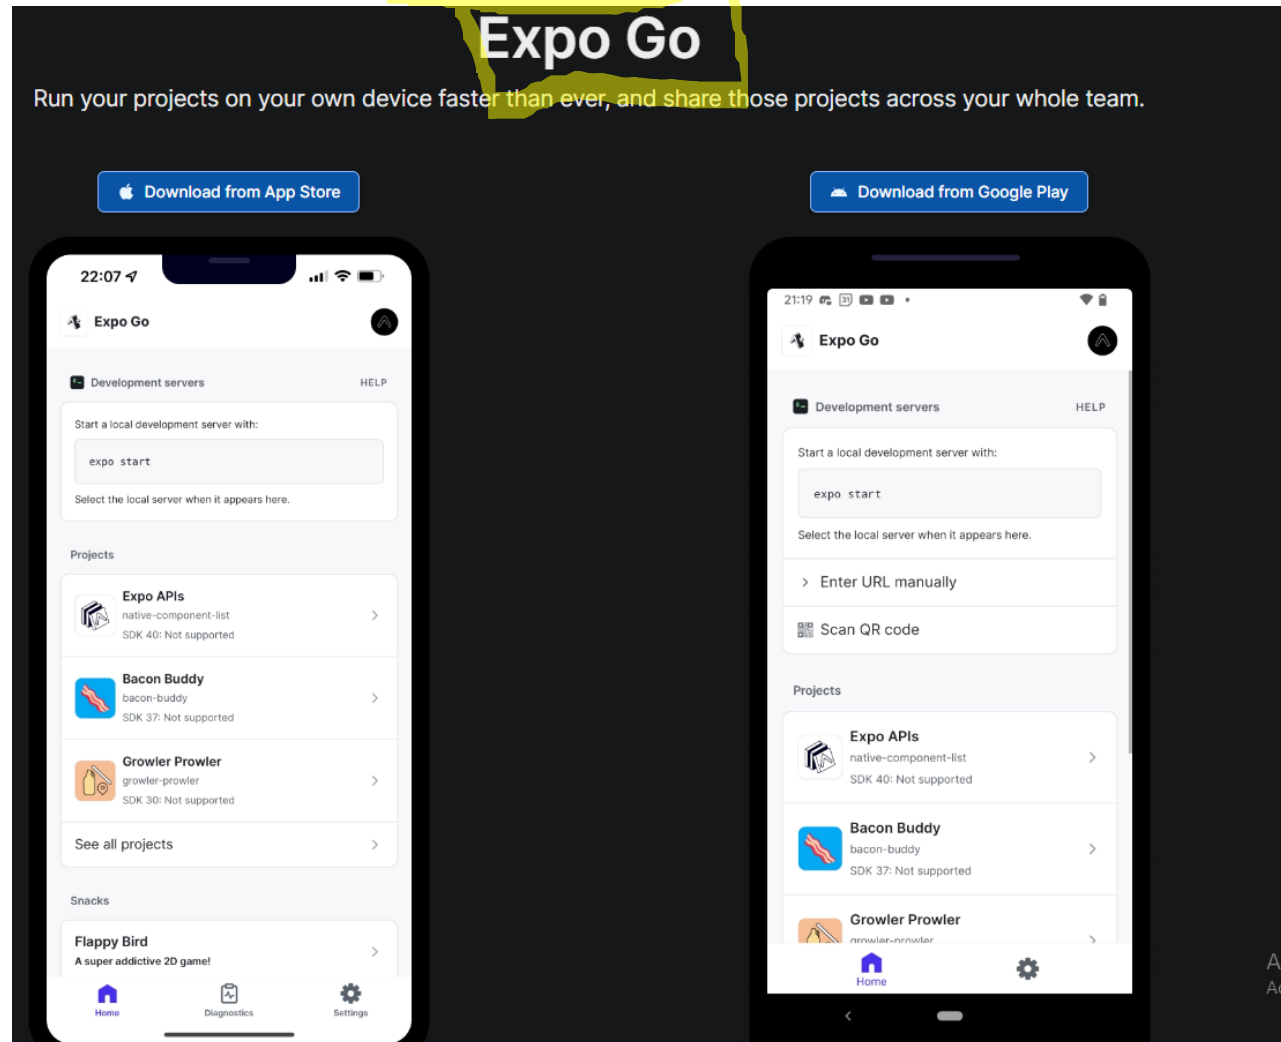 Expo Go
Run your projects on your own device faster than ever, and share those projects across your whole team.
Download from App Store
22:07
Expo Go
Development servers
HELP
Start a local development server with:
expo start
Select the local server when it appears here.
Projects
Expo APIs
native-component-list
SDK 40: Not supported
Bacon Buddy
bacon-buddy
SDK 37: Not supported
Growler Prowler
growler-prowler
SDK 30: Not supported
See all projects
Snacks
Flappy Bird
A super addictive 2D game!
Home
Diagnostics
Settings
Download from Google Play
21:19
31
Expo Go
Development servers
HELP
Start a local development server with:
expo start
Select the local server when it appears here.
Enter URL manually
Scan QR code
Projects
Expo APIs
native-component-list
SDK 40: Not supported
Bacon Buddy
bacon-buddy
SDK 37: Not supported
Growler Prowler
growler-prowler
Home